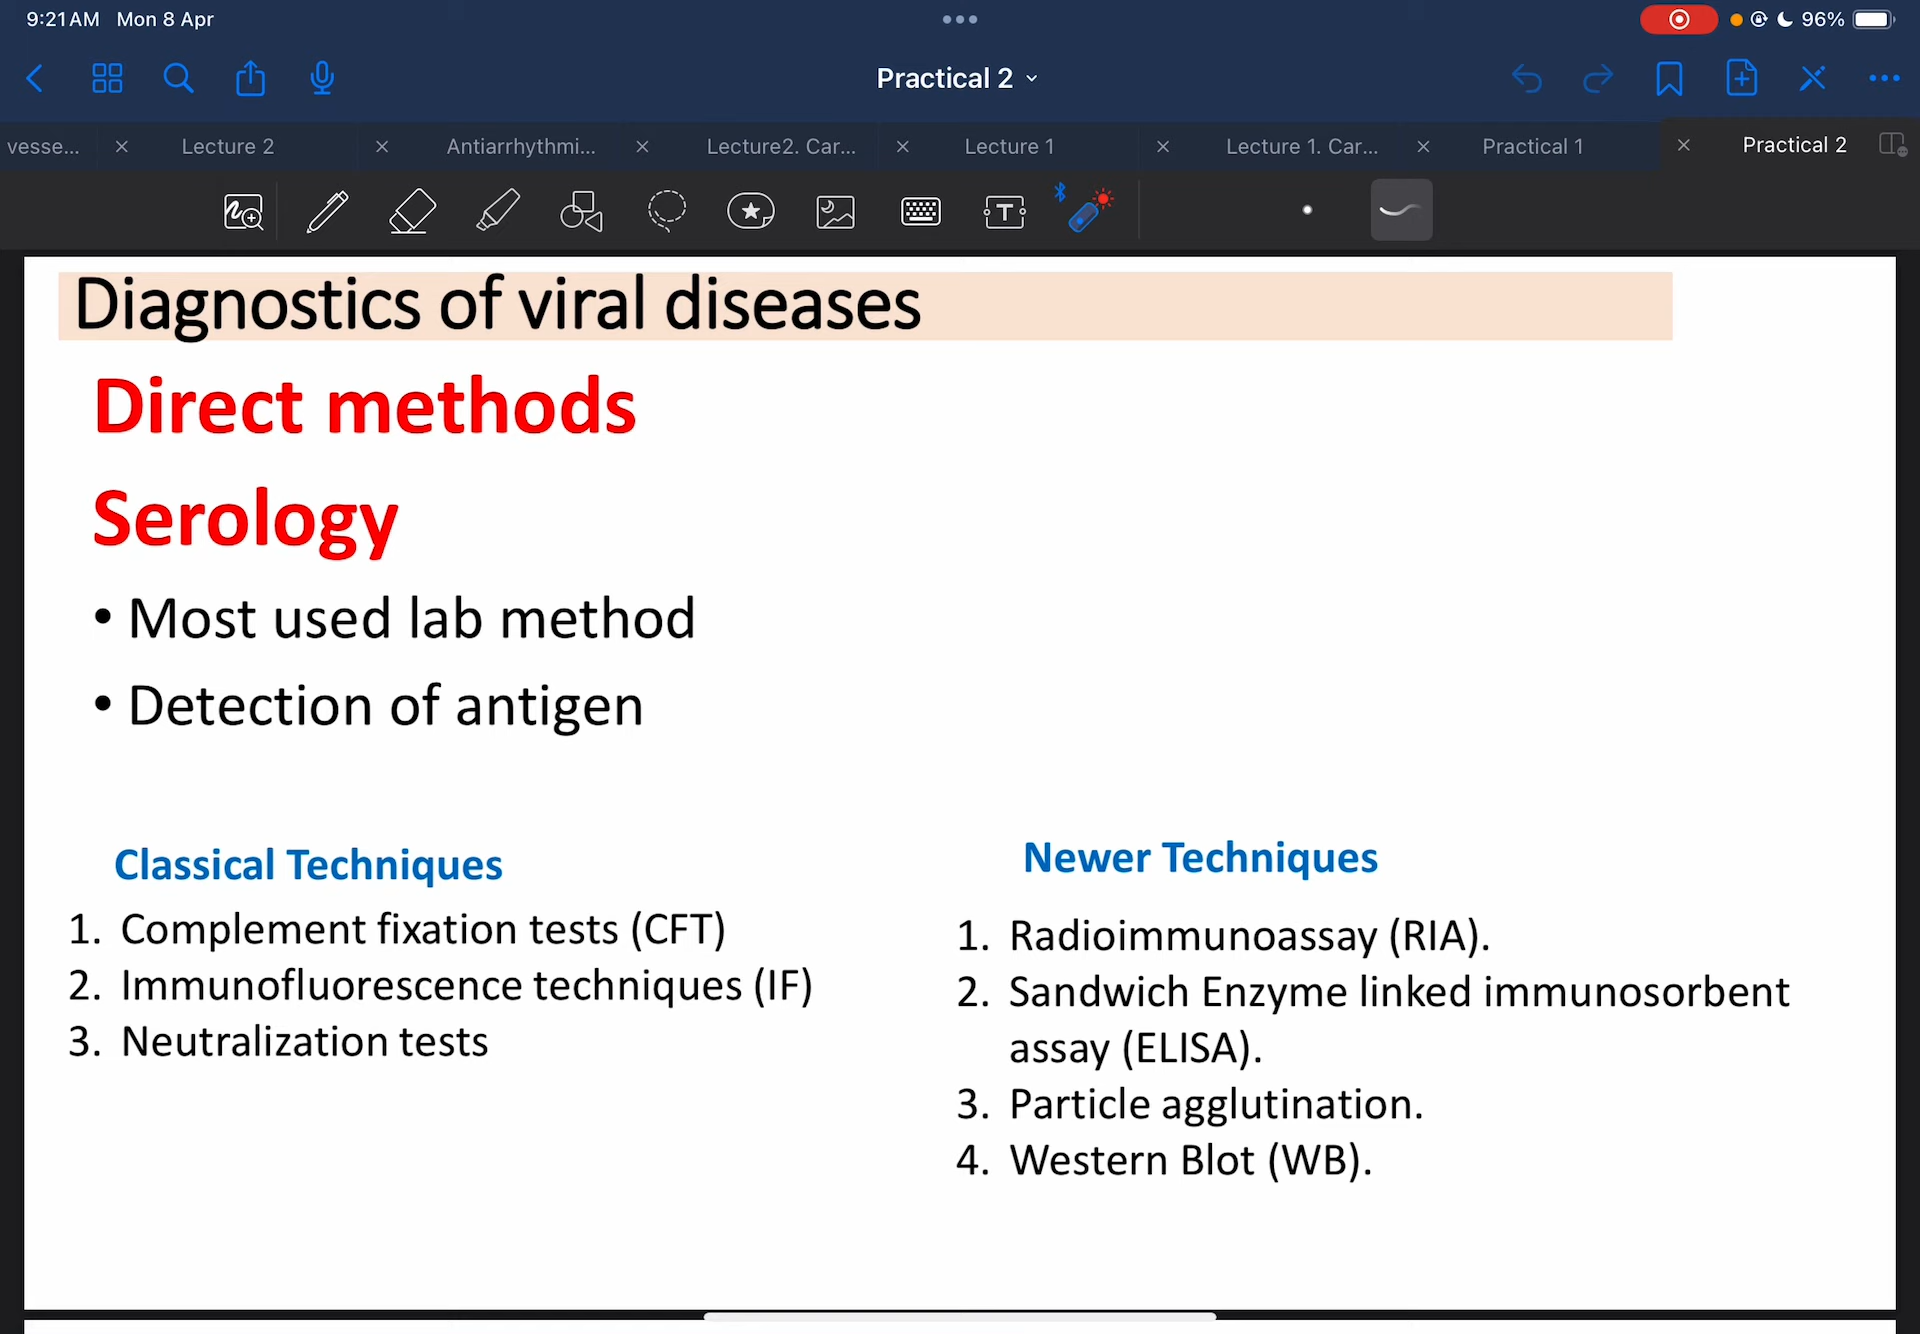 9:21 AM Mon 8 Apr
96%
Practical 2
vesse...
Lecture 2
Antiarrhythmi...
Lecture2. Car...
Lecture 1
Lecture 1. Car...
Practical 1
Practical 2
Diagnostics of viral diseases
Direct methods
Serology
• Most used lab method
• Detection of antigen
Classical Techniques
1. Complement fixation tests (CFT)
2. Immunofluorescence techniques (IF)
3. Neutralization tests
Newer Techniques
1. Radioimmunoassay (RIA).
2. Sandwich Enzyme linked immunosorbent
assay (ELISA).
3. Particle agglutination.
4. Western Blot (WB).